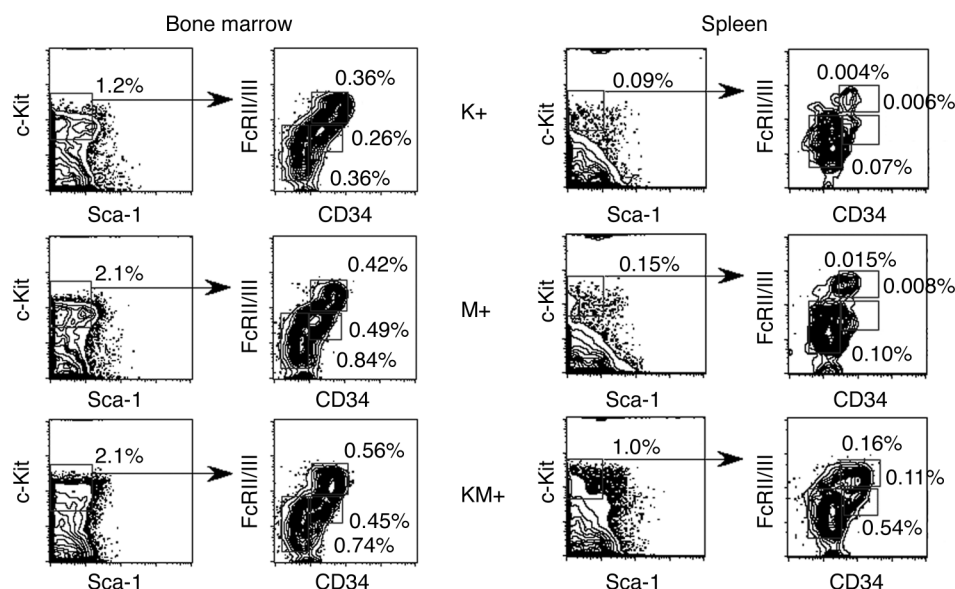 Bone marrow
Spleen
c-Kit
1.2%
Sca-1
FcRII/III
0.36%
0.26%
0.36%
CD34
K+
c-Kit
0.09%
Sca-1
FcRII/III
0.004%
0.006%
0.07%
CD34
c-Kit
2.1%
Sca-1
FcRII/III
0.42%
0.49%
0.84%
CD34
M+
c-Kit
0.15%
Sca-1
FcRII/III
0.015%
0.008%
0.10%
CD34
c-Kit
2.1%
Sca-1
FcRII/III
0.56%
0.45%
0.74%
CD34
KM+
c-Kit
1.0%
Sca-1
FcRII/III
0.16%
0.11%
0.54%
CD34